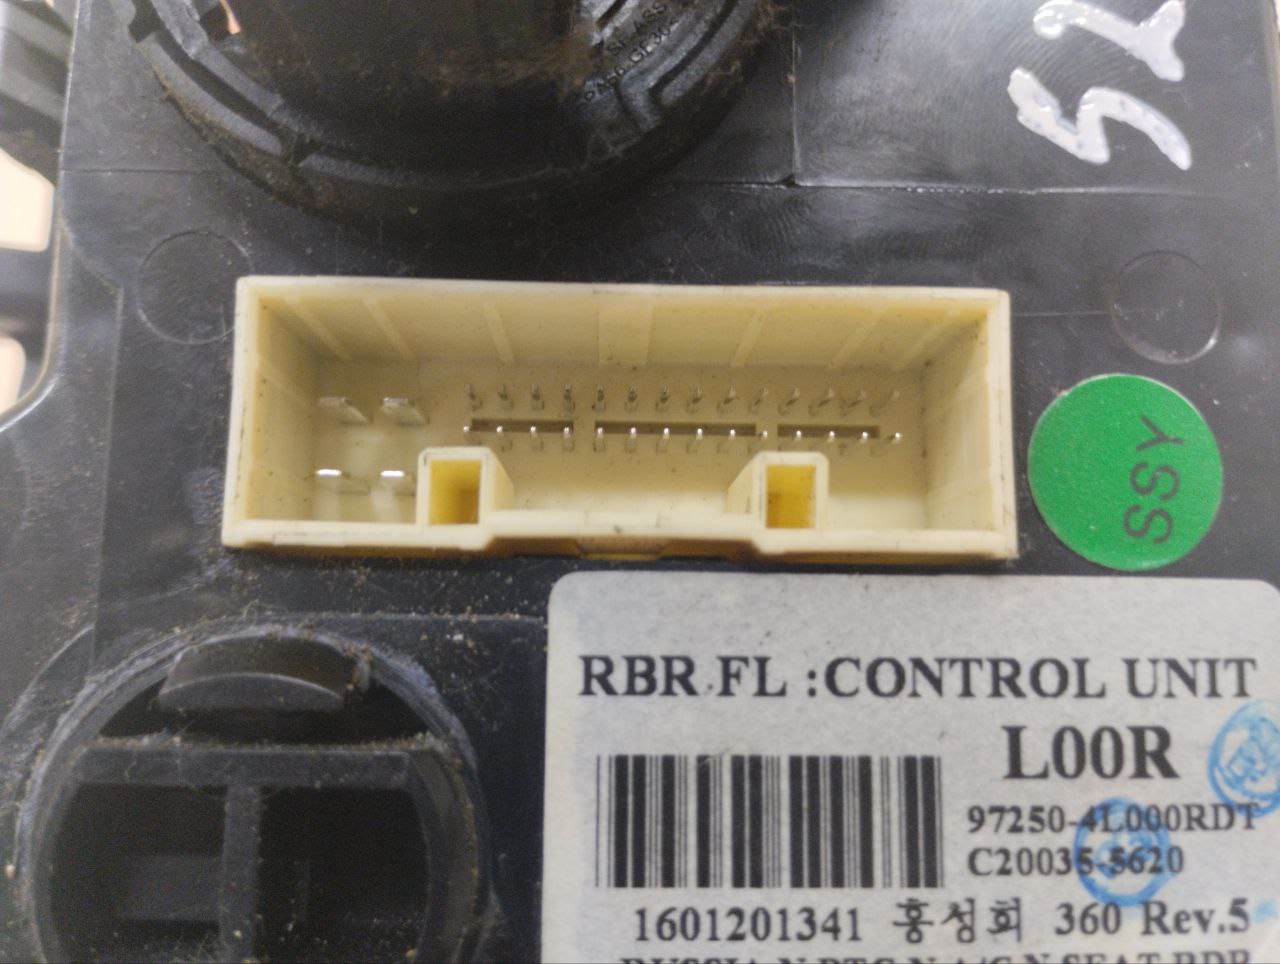 SSY
RBR FL :CONTROL UNIT
L00R
97250-4L000RDT
C20035-5620
1601201341 홍성희 360 Rev.5